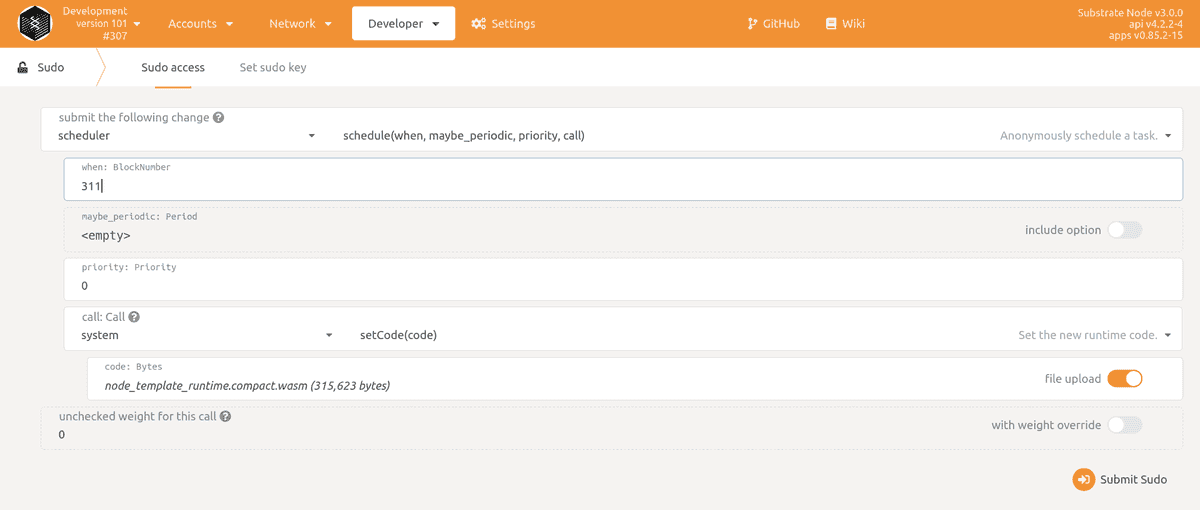 Development
version 101
#307
Accounts
Network
Developer
Settings
GitHub
Wiki
Substrate Node v3.0.0
api v4.2.2-4
apps v0.85.2-15
Sudo
Sudo access
Set sudo key
submit the following change
scheduler
schedule(when, maybe_periodic, priority, call)
Anonymously schedule a task.
when: BlockNumber
311
maybe_periodic: Period
<empty>
include option
priority: Priority
0
call: Call
system
setCode(code)
Set the new runtime code.
code: Bytes
node_template_runtime.compact.wasm (315,623 bytes)
file upload
unchecked weight for this call
0
with weight override
Submit Sudo